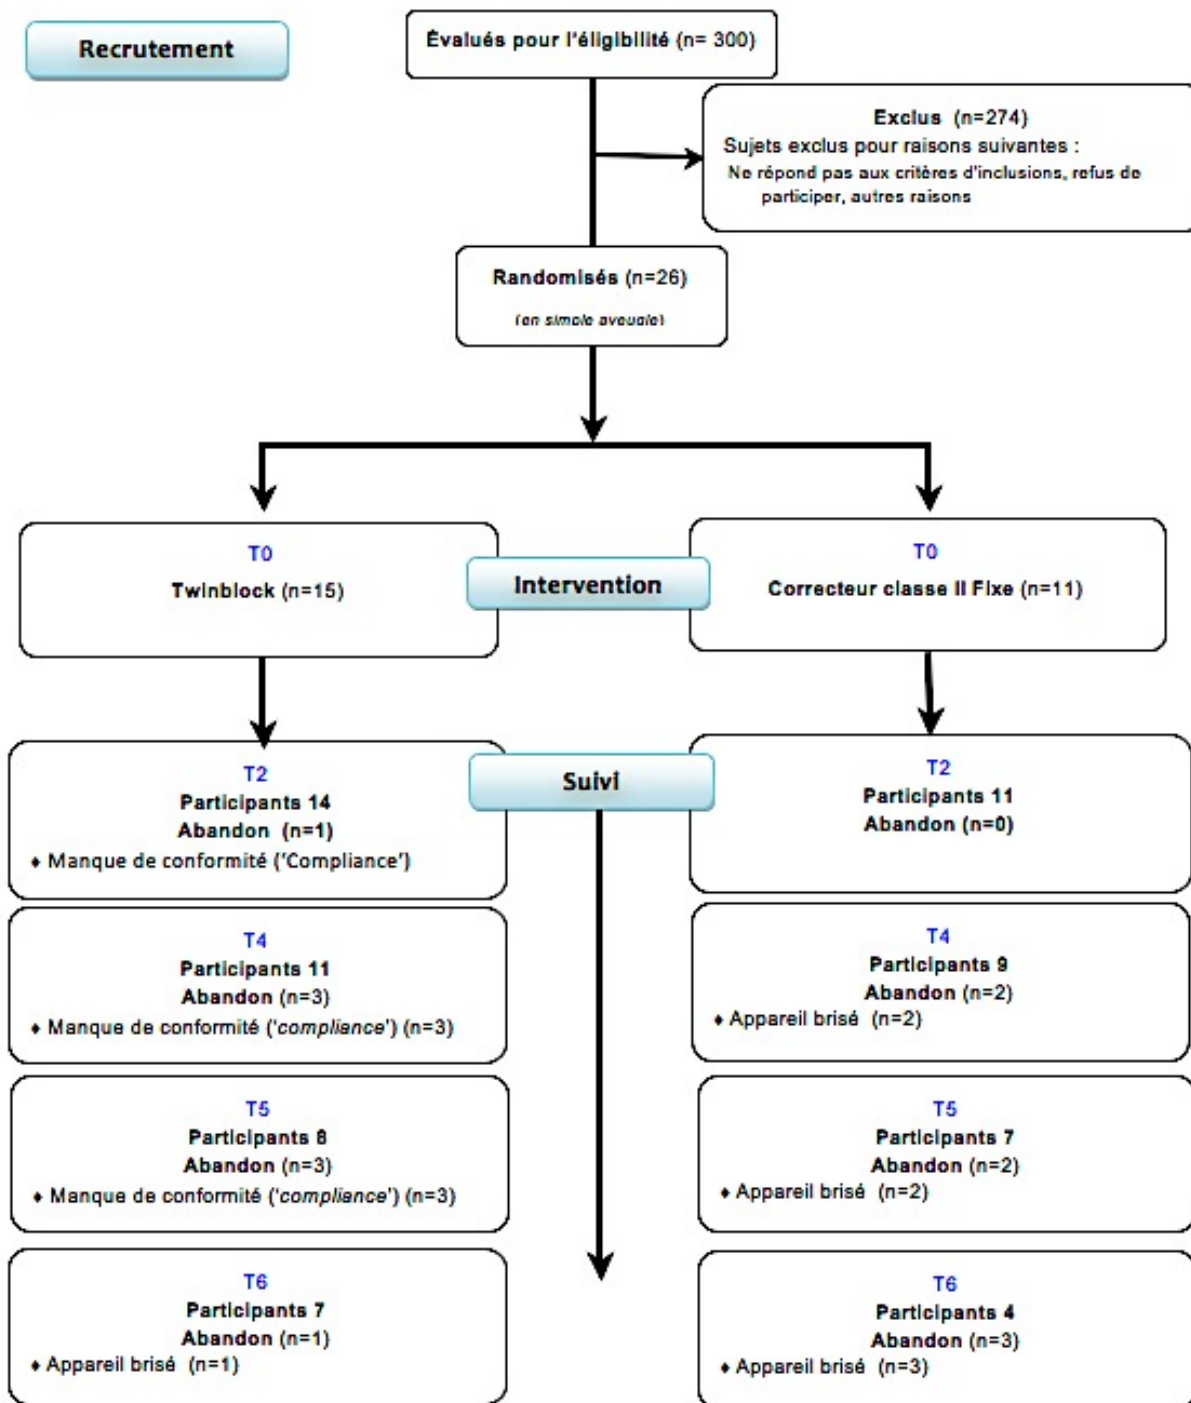 Recrutement
Évalués pour l'éligibilité (n= 300)
Exclus (n=274)
Sujets exclus pour raisons suivantes :
Ne répond pas aux critères d'inclusions, refus de
participer, autres raisons
Randomisés (n=26)
(en simple aveugle)
T0
Twinblock (n=15)
Intervention
T0
Correcteur classe II Fixe (n=11)
T2
Participants 14
Abandon (n=1)
♦ Manque de conformité ('Compliance')
Suivi
T2
Participants 11
Abandon (n=0)
T4
Participants 11
Abandon (n=3)
♦ Manque de conformité ('compliance') (n=3)
T4
Participants 9
Abandon (n=2)
♦ Appareil brisé (n=2)
T5
Participants 8
Abandon (n=3)
♦ Manque de conformité ('compliance') (n=3)
T5
Participants 7
Abandon (n=2)
♦ Appareil brisé (n=2)
T6
Participants 7
Abandon (n=1)
♦ Appareil brisé (n=1)
T6
Participants 4
Abandon (n=3)
♦ Appareil brisé (n=3)